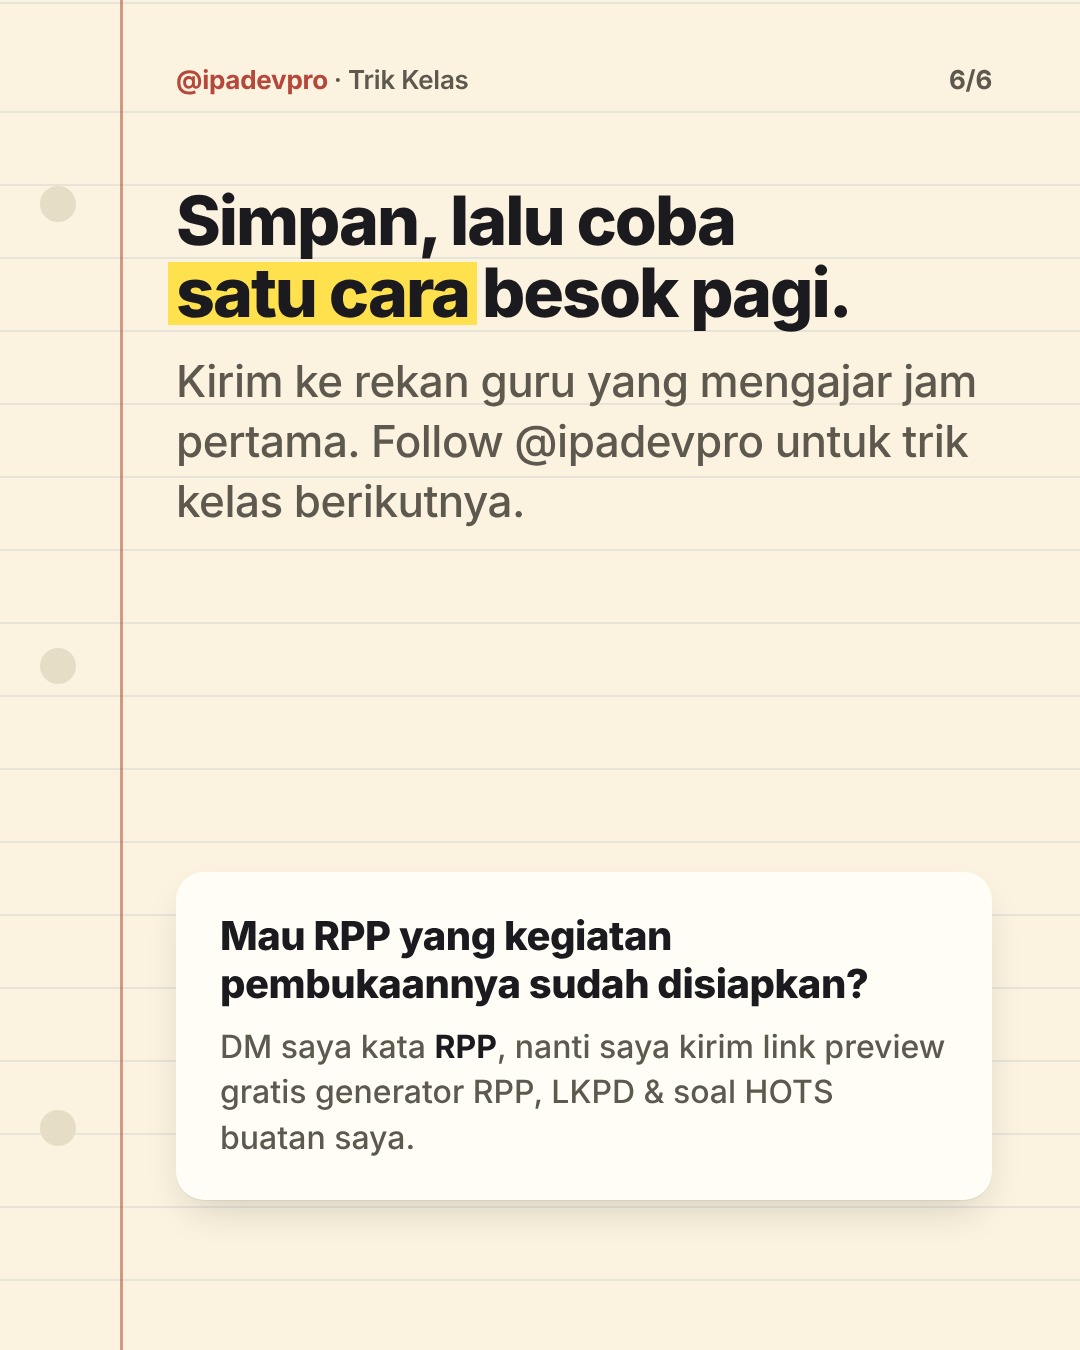 @ipadevpro · Trik Kelas 6/6
Simpan, lalu coba
satu cara besok pagi.
Kirim ke rekan guru yang mengajar jam
pertama. Follow @ipadevpro untuk trik
kelas berikutnya.
Mau RPP yang kegiatan
pembukaannya sudah disiapkan?
DM saya kata RPP, nanti saya kirim link preview
gratis generator RPP, LKPD & soal HOTS
buatan saya.